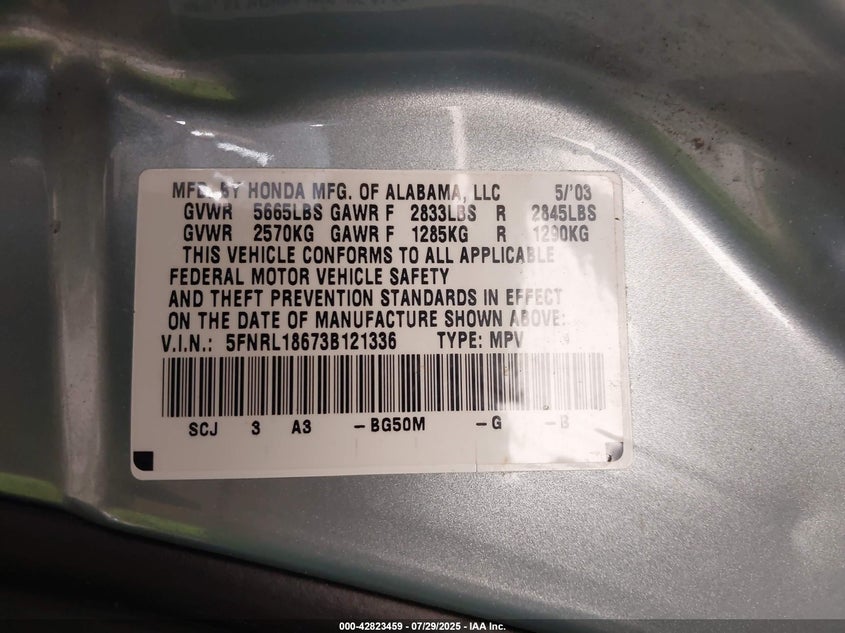 MFD. BY HONDA MFG. OF ALABAMA, LLC 5/'03
GVWR 5665LBS GAWR F 2833LBS R 2845LBS
GVWR 2570KG GAWR F 1285KG R 1290KG
THIS VEHICLE CONFORMS TO ALL APPLICABLE
FEDERAL MOTOR VEHICLE SAFETY
AND THEFT PREVENTION STANDARDS IN EFFECT
ON THE DATE OF MANUFACTURE SHOWN ABOVE.
V.I.N.: 5FNRL18673B121336 TYPE: MPV
SCJ 3 A3 -BG50M -G -B
000-42823459 - 07/29/2025 - IAA Inc.